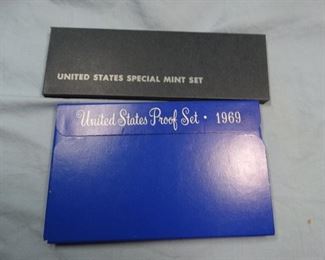 UNITED STATES SPECIAL MINT SET
United States Proof Set • 1969